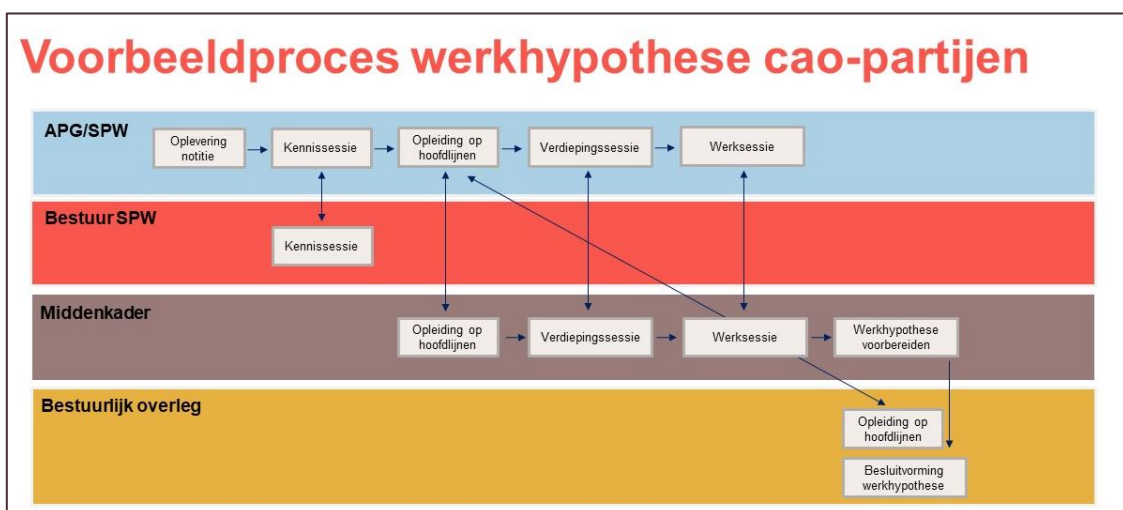 Voorbeeldproces werkhypothese cao-partijen
APG/SPW
Oplevering
notitie
Kennissessie
Opleiding op
hoofdlijnen
Verdiepingssessie
Werksessie
Bestuur SPW
Kennissessie
Middenkader
Opleiding op
hoofdlijnen
Verdiepingssessie
Werksessie
Werkhypothese
voorbereiden
Bestuurlijk overleg
Opleiding op
hoofdlijnen
Besluitvorming
werkhypothese